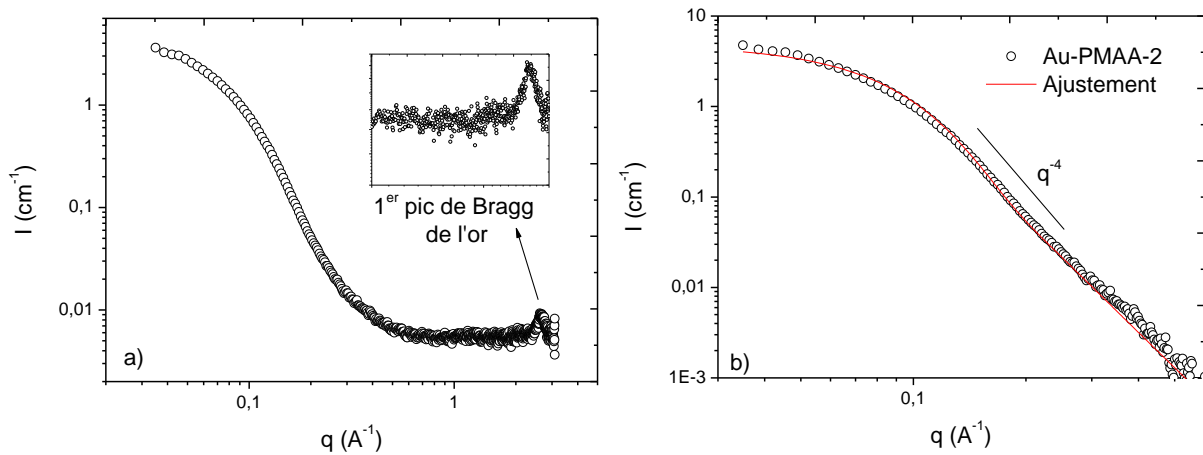 1
0,1
0,01
I (cm-1)
1er pic de Bragg
de l'or
a)
0,1
1
q (A-1)
10
1
0,1
0,01
1E-3
I (cm-1)
Au-PMAA-2
Ajustement
q-4
b)
0,1
q (A-1)